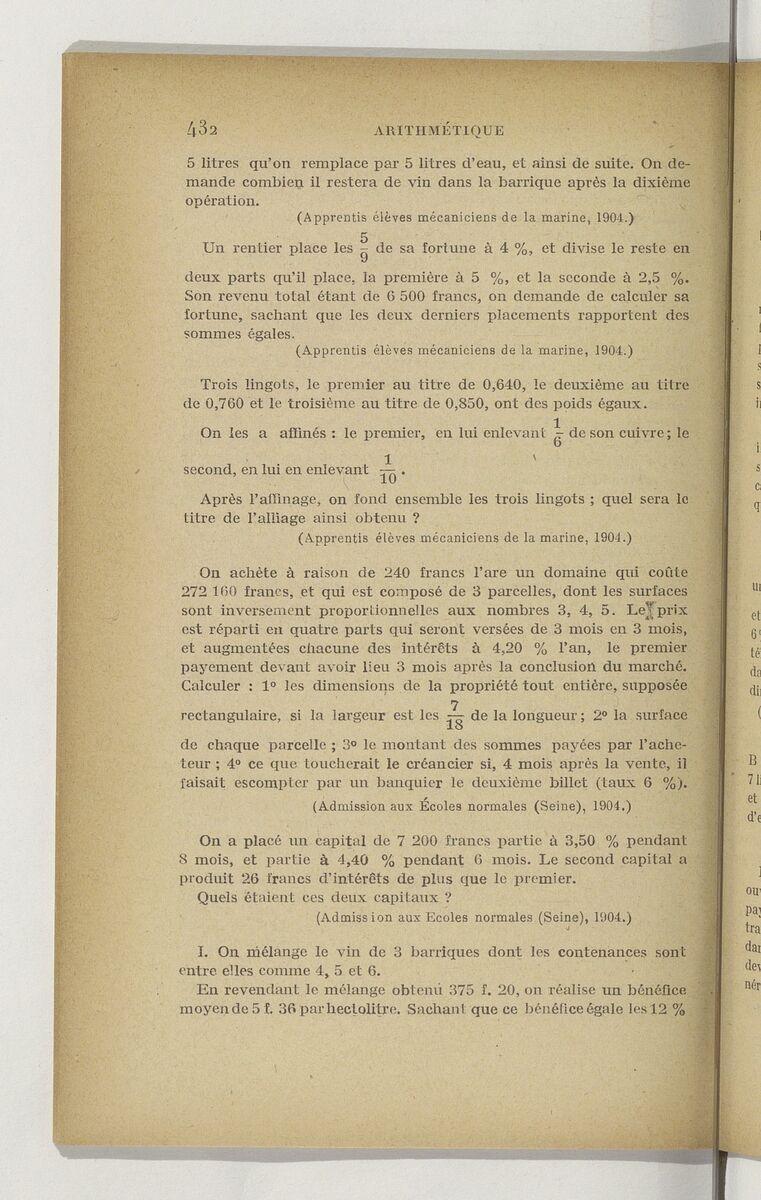 432
ARITHMÉTIQUE
5 litres qu'on remplace par 5 litres d'eau, et ainsi de suite. On de-
mande combien il restera de vin dans la barrique après la dixième
opération.
(Apprentis élèves mécaniciens de la marine, 1904.)
Un rentier place les 5/9 de sa fortune à 4 %, et divise le reste en
deux parts qu'il place, la première à 5 %, et la seconde à 2,5 %.
Son revenu total étant de 6 500 francs, on demande de calculer sa
fortune, sachant que les deux derniers placements rapportent des
sommes égales.
(Apprentis élèves mécaniciens de la marine, 1904.)
Trois lingots, le premier au titre de 0,640, le deuxième au titre
de 0,760 et le troisième au titre de 0,850, ont des poids égaux.
On les a affinés : le premier, en lui enlevant 1/6 de son cuivre; le
second, en lui en enlevant 1/10.
Après l'affinage, on fond ensemble les trois lingots ; quel sera le
titre de l'alliage ainsi obtenu ?
(Apprentis élèves mécaniciens de la marine, 1904.)
On achète à raison de 240 francs l'are un domaine qui coûte
272 160 francs, et qui est composé de 3 parcelles, dont les surfaces
sont inversement proportionnelles aux nombres 3, 4, 5. Le prix
est réparti en quatre parts qui seront versées de 3 mois en 3 mois,
et augmentées chacune des intérêts à 4,20 % l'an, le premier
payement devant avoir lieu 3 mois après la conclusion du marché.
Calculer : 1º les dimensions de la propriété tout entière, supposée
rectangulaire, si la largeur est les 7/18 de la longueur; 2º la surface
de chaque parcelle ; 3º le montant des sommes payées par l'ache-
teur ; 4º ce que toucherait le créancier si, 4 mois après la vente, il
faisait escompter par un banquier le deuxième billet (taux 6 %).
(Admission aux Écoles normales (Seine), 1904.)
On a placé un capital de 7 200 francs partie à 3,50 % pendant
8 mois, et partie à 4,40 % pendant 6 mois. Le second capital a
produit 26 francs d'intérêts de plus que le premier.
Quels étaient ces deux capitaux ?
(Admission aux Ecoles normales (Seine), 1904.)
I. On mélange le vin de 3 barriques dont les contenances sont
entre elles comme 4, 5 et 6.
En revendant le mélange obtenu 375 f. 20, on réalise un bénéfice
moyen de 5 f. 36 par hectolitre. Sachant que ce bénéfice égale les 12 %